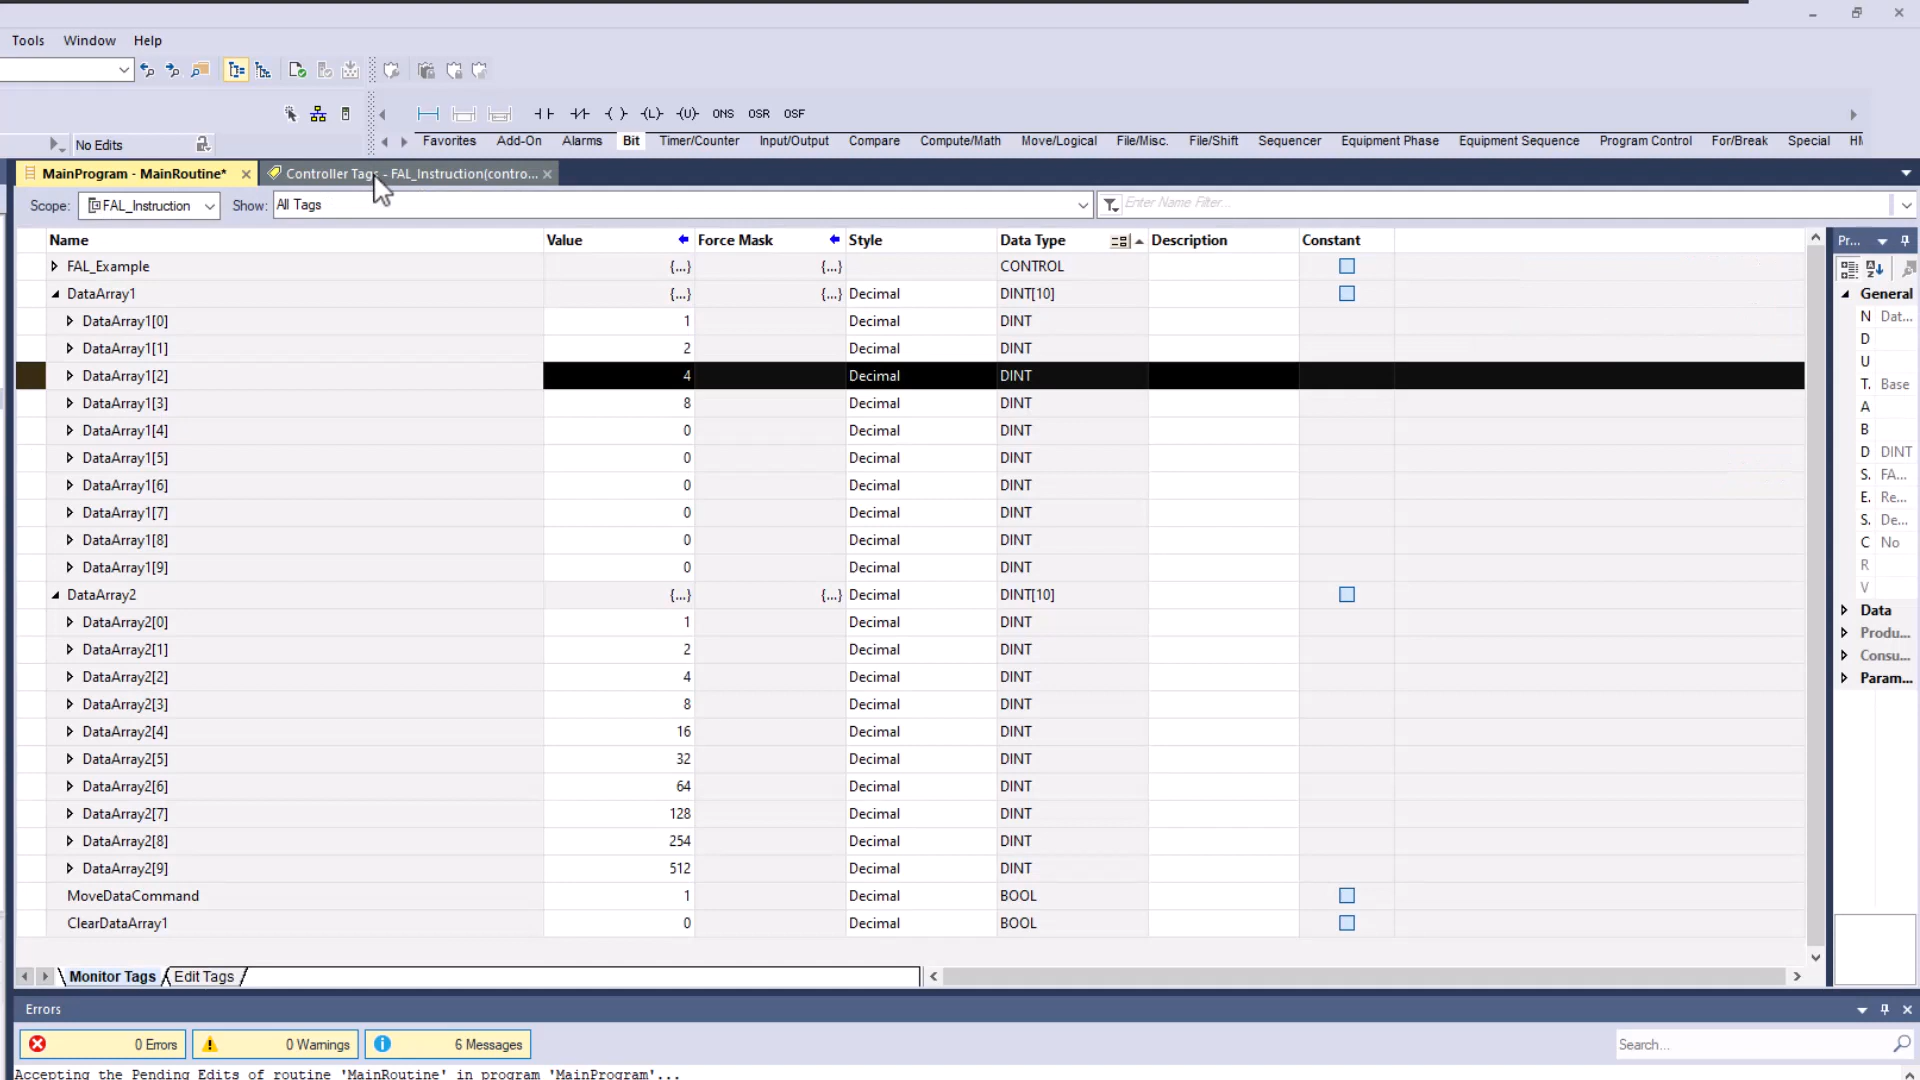 Tools Window Help
ONS OSR OSF
No Edits
Favorites Add-On Alarms Bit Timer/Counter Input/Output Compare Compute/Math Move/Logical File/Misc. File/Shift Sequencer Equipment Phase Equipment Sequence Program Control For/Break Special
MainProgram - MainRoutine* Controller Tags - FAL_Instruction(contro...
Scope: FAL_Instruction Show: All Tags Enter Name Filter...
Name Value Force Mask Style Data Type Description Constant Pr...
FAL_Example {...} {...} CONTROL
DataArray1 {...} {...} Decimal DINT[10] General
DataArray1[0] 1 Decimal DINT N Dat...
DataArray1[1] 2 Decimal DINT D
U
DataArray1[2] 4 Decimal DINT T. Base
DataArray1[3] 8 Decimal DINT A
DataArray1[4] 0 Decimal DINT B
DataArray1[5] 0 Decimal DINT D DINT
S. FA...
DataArray1[6] 0 Decimal DINT E. Re...
DataArray1[7] 0 Decimal DINT S. De...
DataArray1[8] 0 Decimal DINT C No
DataArray1[9] 0 Decimal DINT R
V
DataArray2 {...} {...} Decimal DINT[10] Data
DataArray2[0] 1 Decimal DINT Produ...
DataArray2[1] 2 Decimal DINT Consu...
DataArray2[2] 4 Decimal DINT Param...
DataArray2[3] 8 Decimal DINT
DataArray2[4] 16 Decimal DINT
DataArray2[5] 32 Decimal DINT
DataArray2[6] 64 Decimal DINT
DataArray2[7] 128 Decimal DINT
DataArray2[8] 254 Decimal DINT
DataArray2[9] 512 Decimal DINT
MoveDataCommand 1 Decimal BOOL
ClearDataArray1 0 Decimal BOOL
Monitor Tags Edit Tags
Errors
0 Errors 0 Warnings 6 Messages Search...
Accepting the Pending Edits of routine 'MainRoutine' in program 'MainProgram'...